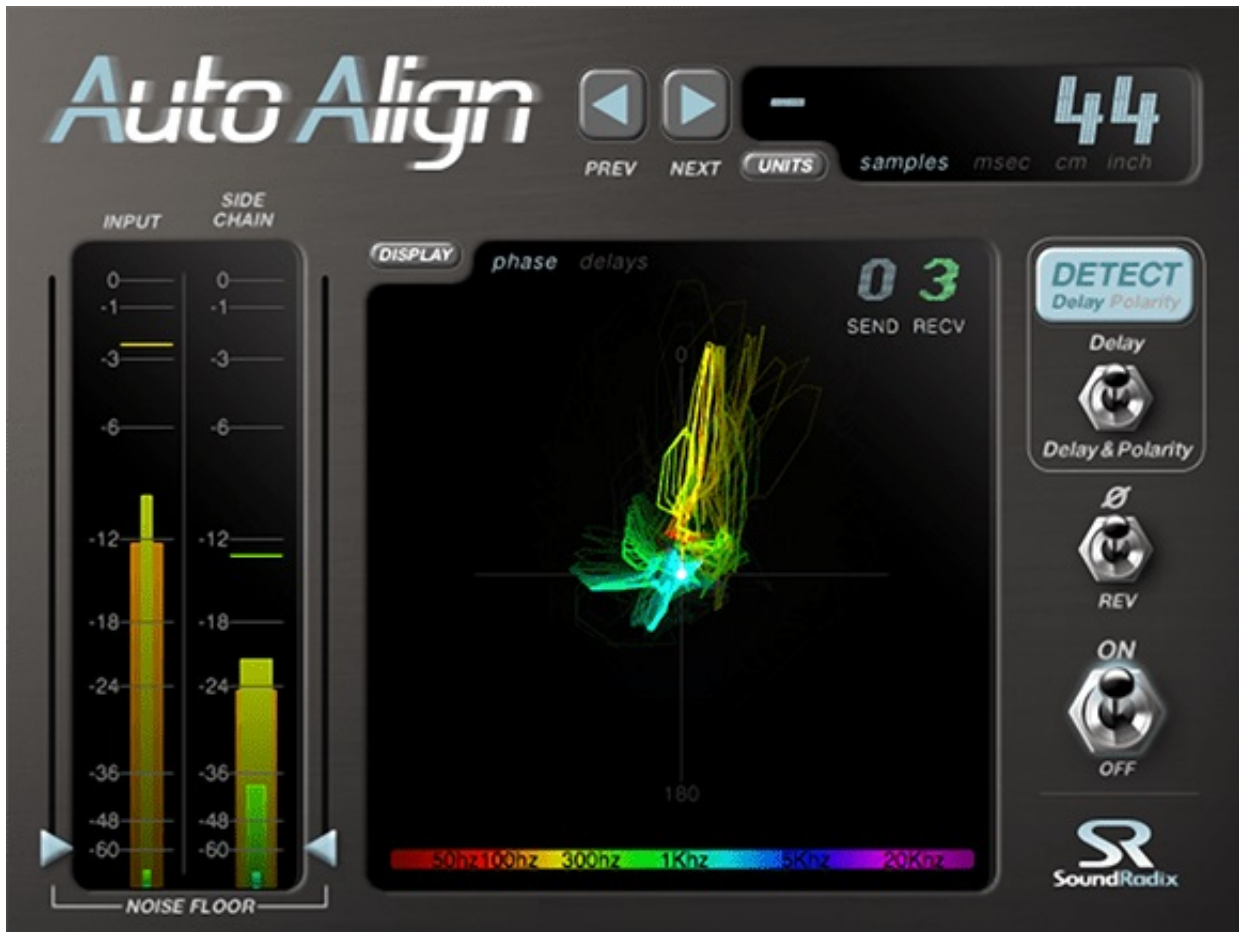 Auto Align
PREV NEXT
- 44
UNITS samples msec cm inch
INPUT SIDE CHAIN
0 0
-1 -1
-3 -3
-6 -6
-12 -12
-18 -18
-24 -24
-36 -36
-48 -48
-60 -60
NOISE FLOOR
DISPLAY phase delays
0 3
SEND RECV
0
180
50hz 100hz 300hz 1Khz 5Khz 20Khz
DETECT
Delay Polarity
Delay
Delay & Polarity
Ø
REV
ON
OFF
SR
SoundRadix